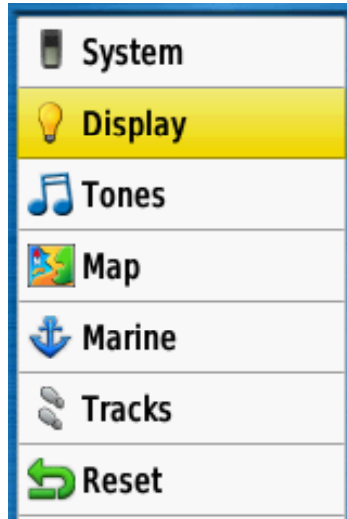 System
Display
Tones
Map
Marine
Tracks
Reset